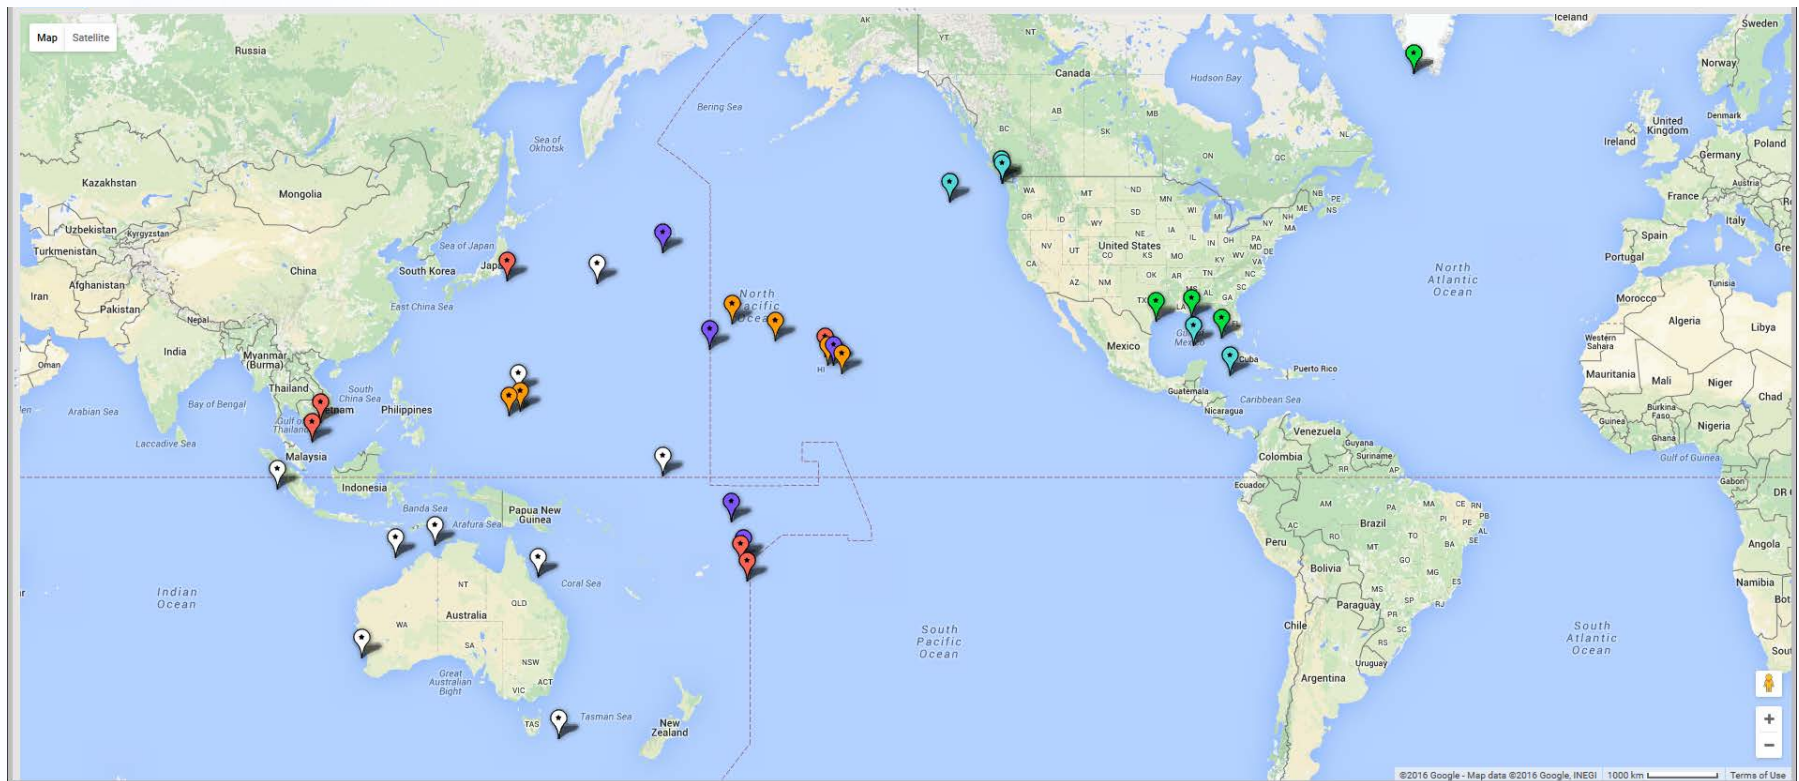 Map Satellite
Iceland
Sweden
AK
YT
NT
Russia
Norway
Canada
Hudson Bay
Bering Sea
AB
MB
BC
SK
NL
United
Kingdom
Denmark
Ireland
Poland
Sea of
Okhotsk
ON
QC
Germany
Kazakhstan
Mongolia
WA
MT
ND
MN
NB
PE
NS
ME
France
Austria
OR
ID
WY
SD
WI
MI
NY
NH
MA
Italy
Uzbekistan
Kyrgyzstan
Sea of Japan
NE
IA
IL
IN
OH
PA
MD
DE
NV
UT
United States
CO
KS
MO
KY
WV
VA
Spain
Portugal
Turkmenistan
China
South Korea
CA
AZ
NM
OK
AR
TN
NC
SC
North
Atlantic
Ocean
Iran
Afghanistan
Pakistan
East China Sea
North
Pacific
Ocean
TX
LA
MS
AL
GA
Tunisia
Morocco
Nepal
Algeria
Libya
Western
Sahara
India
Myanmar
(Burma)
Mexico
Cuba
Puerto Rico
HI
Oman
Thailand
South
China Sea
Mauritania
Mali
Niger
Chad
Arabian Sea
Bay of Bengal
Philippines
Guatemala
Nicaragua
Caribbean Sea
Burkina
Faso
Guinea
Nigeria
Ghana
Laccadive Sea
Gulf of
Thailand
Malaysia
Venezuela
Guyana
Suriname
Colombia
Gulf of Guinea
Indonesia
RR
AP
Ecuador
Gabon
Banda Sea
Arafura Sea
Papua New
Guinea
AM
PA
MA
CE
RN
PB
PI
PE
AL
SE
AC
RO
TO
BA
Brazil
MT
Peru
Angola
GO
Bolivia
MG
ES
Indian
Ocean
Coral Sea
NT
QLD
Australia
WA
SA
MS
SP
RJ
PR
Paraguay
SC
RS
Chile
Namibia
South
Pacific
Ocean
South
Atlantic
Ocean
NSW
ACT
VIC
Great
Australian
Bight
Uruguay
Argentina
TAS
Tasman Sea
New
Zealand
©2016 Google - Map data ©2016 Google, INEGI 1000 km Terms of Use